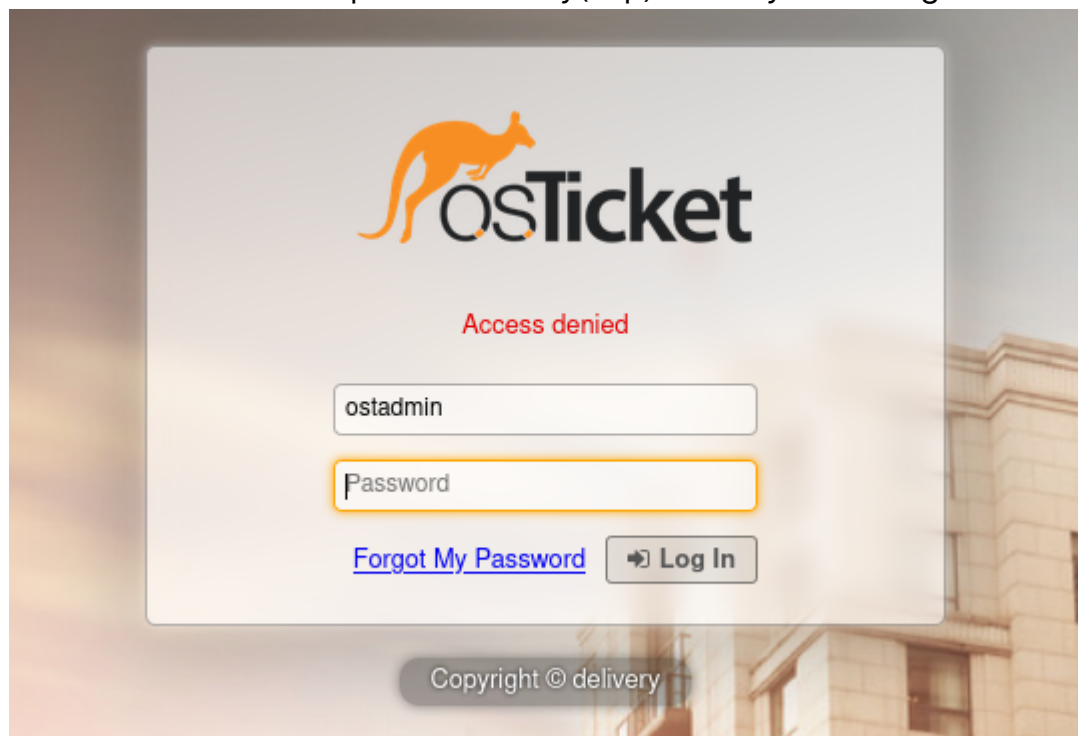 osTicket
Access denied
ostadmin
Password
Forgot My Password
Log In
Copyright © delivery